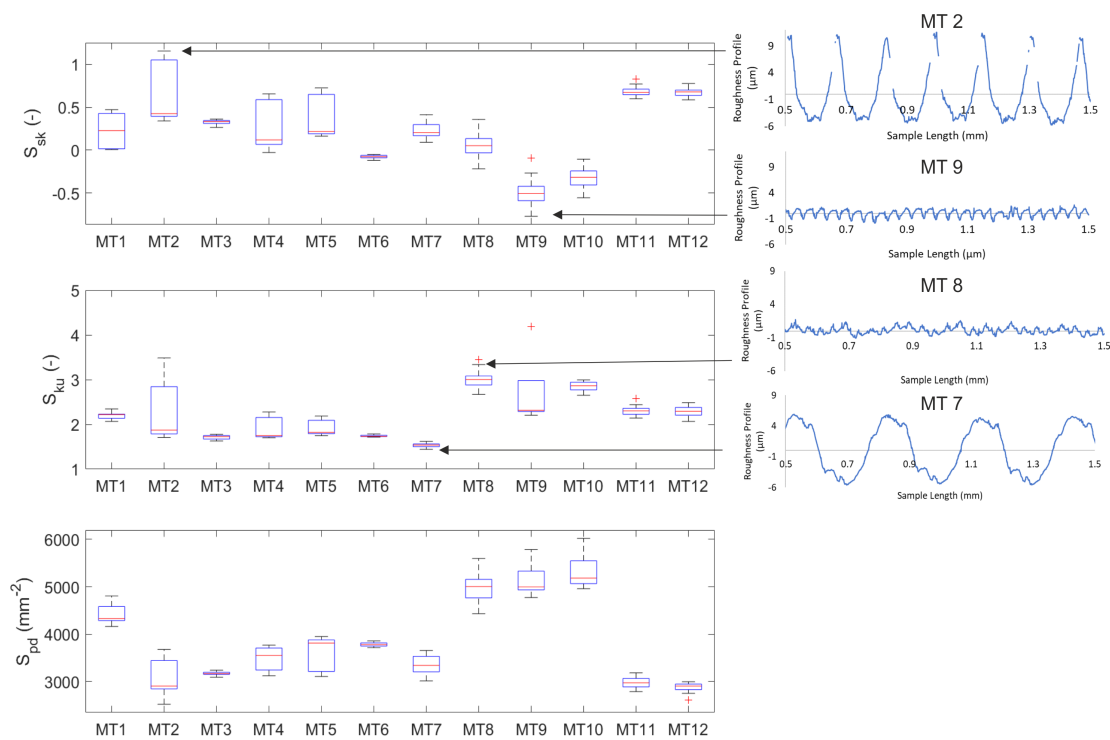 S_sk (-)
1
0.5
0
-0.5
MT1 MT2 MT3 MT4 MT5 MT6 MT7 MT8 MT9 MT10 MT11 MT12
S_ku (-)
5
4
3
2
1
MT1 MT2 MT3 MT4 MT5 MT6 MT7 MT8 MT9 MT10 MT11 MT12
S_pd (mm^-2)
6000
5000
4000
3000
MT1 MT2 MT3 MT4 MT5 MT6 MT7 MT8 MT9 MT10 MT11 MT12
MT 2
Roughness Profile
(µm)
9
4
-1
-6
0.5 0.7 0.9 1.1 1.3 1.5
Sample Length (mm)
MT 9
Roughness Profile
(µm)
9
4
-1
-6
0.5 0.7 0.9 1.1 1.3 1.5
Sample Length (µm)
MT 8
Roughness Profile
(µm)
9
4
-1
-6
0.5 0.7 0.9 1.1 1.3 1.5
Sample Length (mm)
MT 7
Roughness Profile
(µm)
9
4
-1
-6
0.5 0.7 0.9 1.1 1.3 1.5
Sample Length (mm)